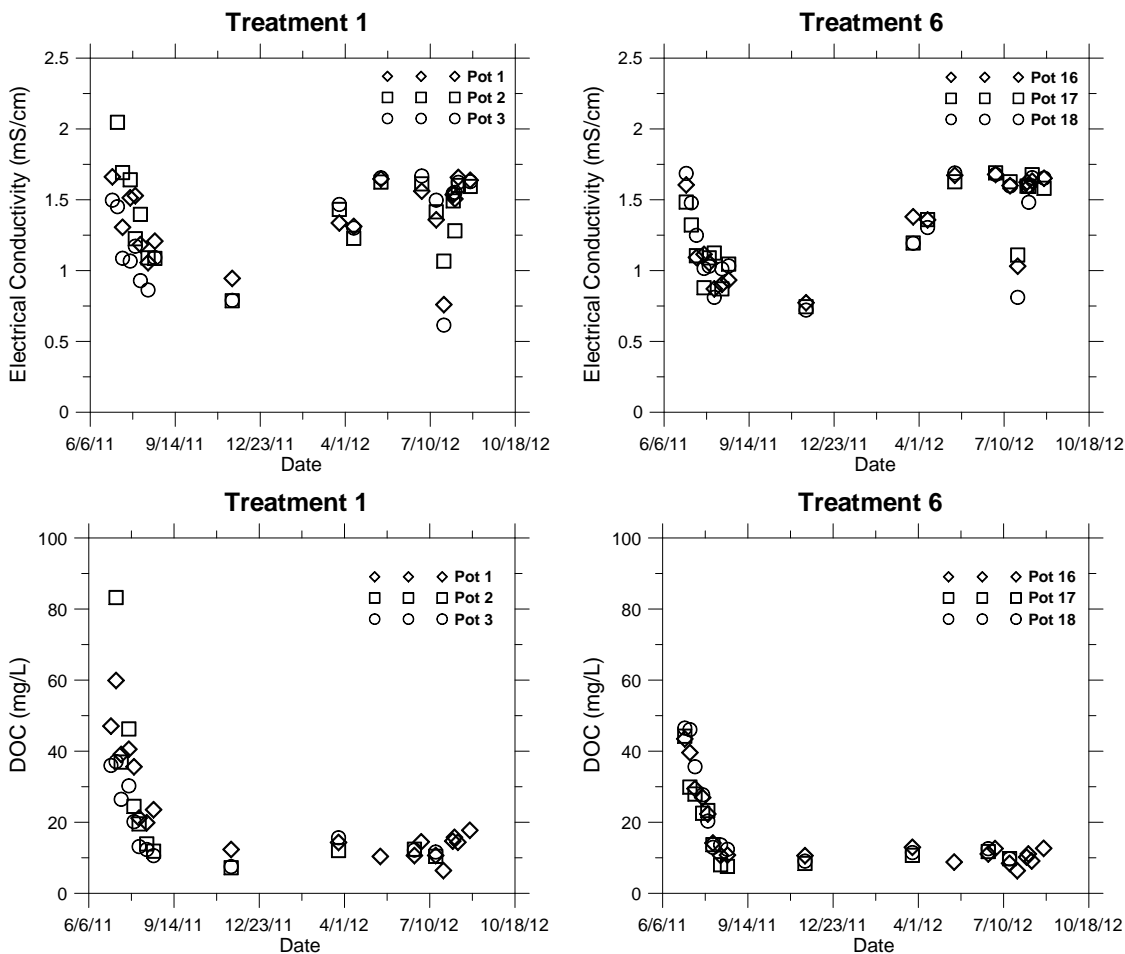 Treatment 1
Electrical Conductivity (mS/cm)
2.5
2
1.5
1
0.5
0
Pot 1
Pot 2
Pot 3
6/6/11 9/14/11 12/23/11 4/1/12 7/10/12 10/18/12
Date
Treatment 6
Electrical Conductivity (mS/cm)
2.5
2
1.5
1
0.5
0
Pot 16
Pot 17
Pot 18
6/6/11 9/14/11 12/23/11 4/1/12 7/10/12 10/18/12
Date
Treatment 1
DOC (mg/L)
100
80
60
40
20
0
Pot 1
Pot 2
Pot 3
6/6/11 9/14/11 12/23/11 4/1/12 7/10/12 10/18/12
Date
Treatment 6
DOC (mg/L)
100
80
60
40
20
0
Pot 16
Pot 17
Pot 18
6/6/11 9/14/11 12/23/11 4/1/12 7/10/12 10/18/12
Date